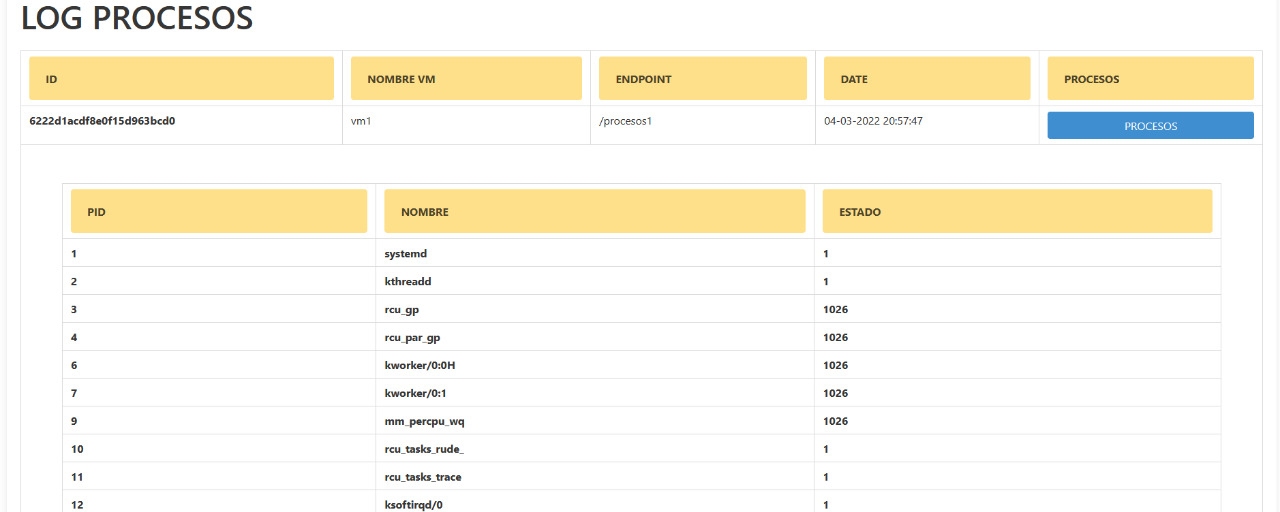 LOG PROCESOS
ID NOMBRE VM ENDPOINT DATE PROCESOS
6222d1acdf8e0f15d963bcd0 vm1 /procesos1 04-03-2022 20:57:47 PROCESOS
PID NOMBRE ESTADO
1 systemd 1
2 kthreadd 1
3 rcu_gp 1026
4 rcu_par_gp 1026
6 kworker/0:0H 1026
7 kworker/0:1 1026
9 mm_percpu_wq 1026
10 rcu_tasks_rude_ 1
11 rcu_tasks_trace 1
12 ksoftirqd/0 1